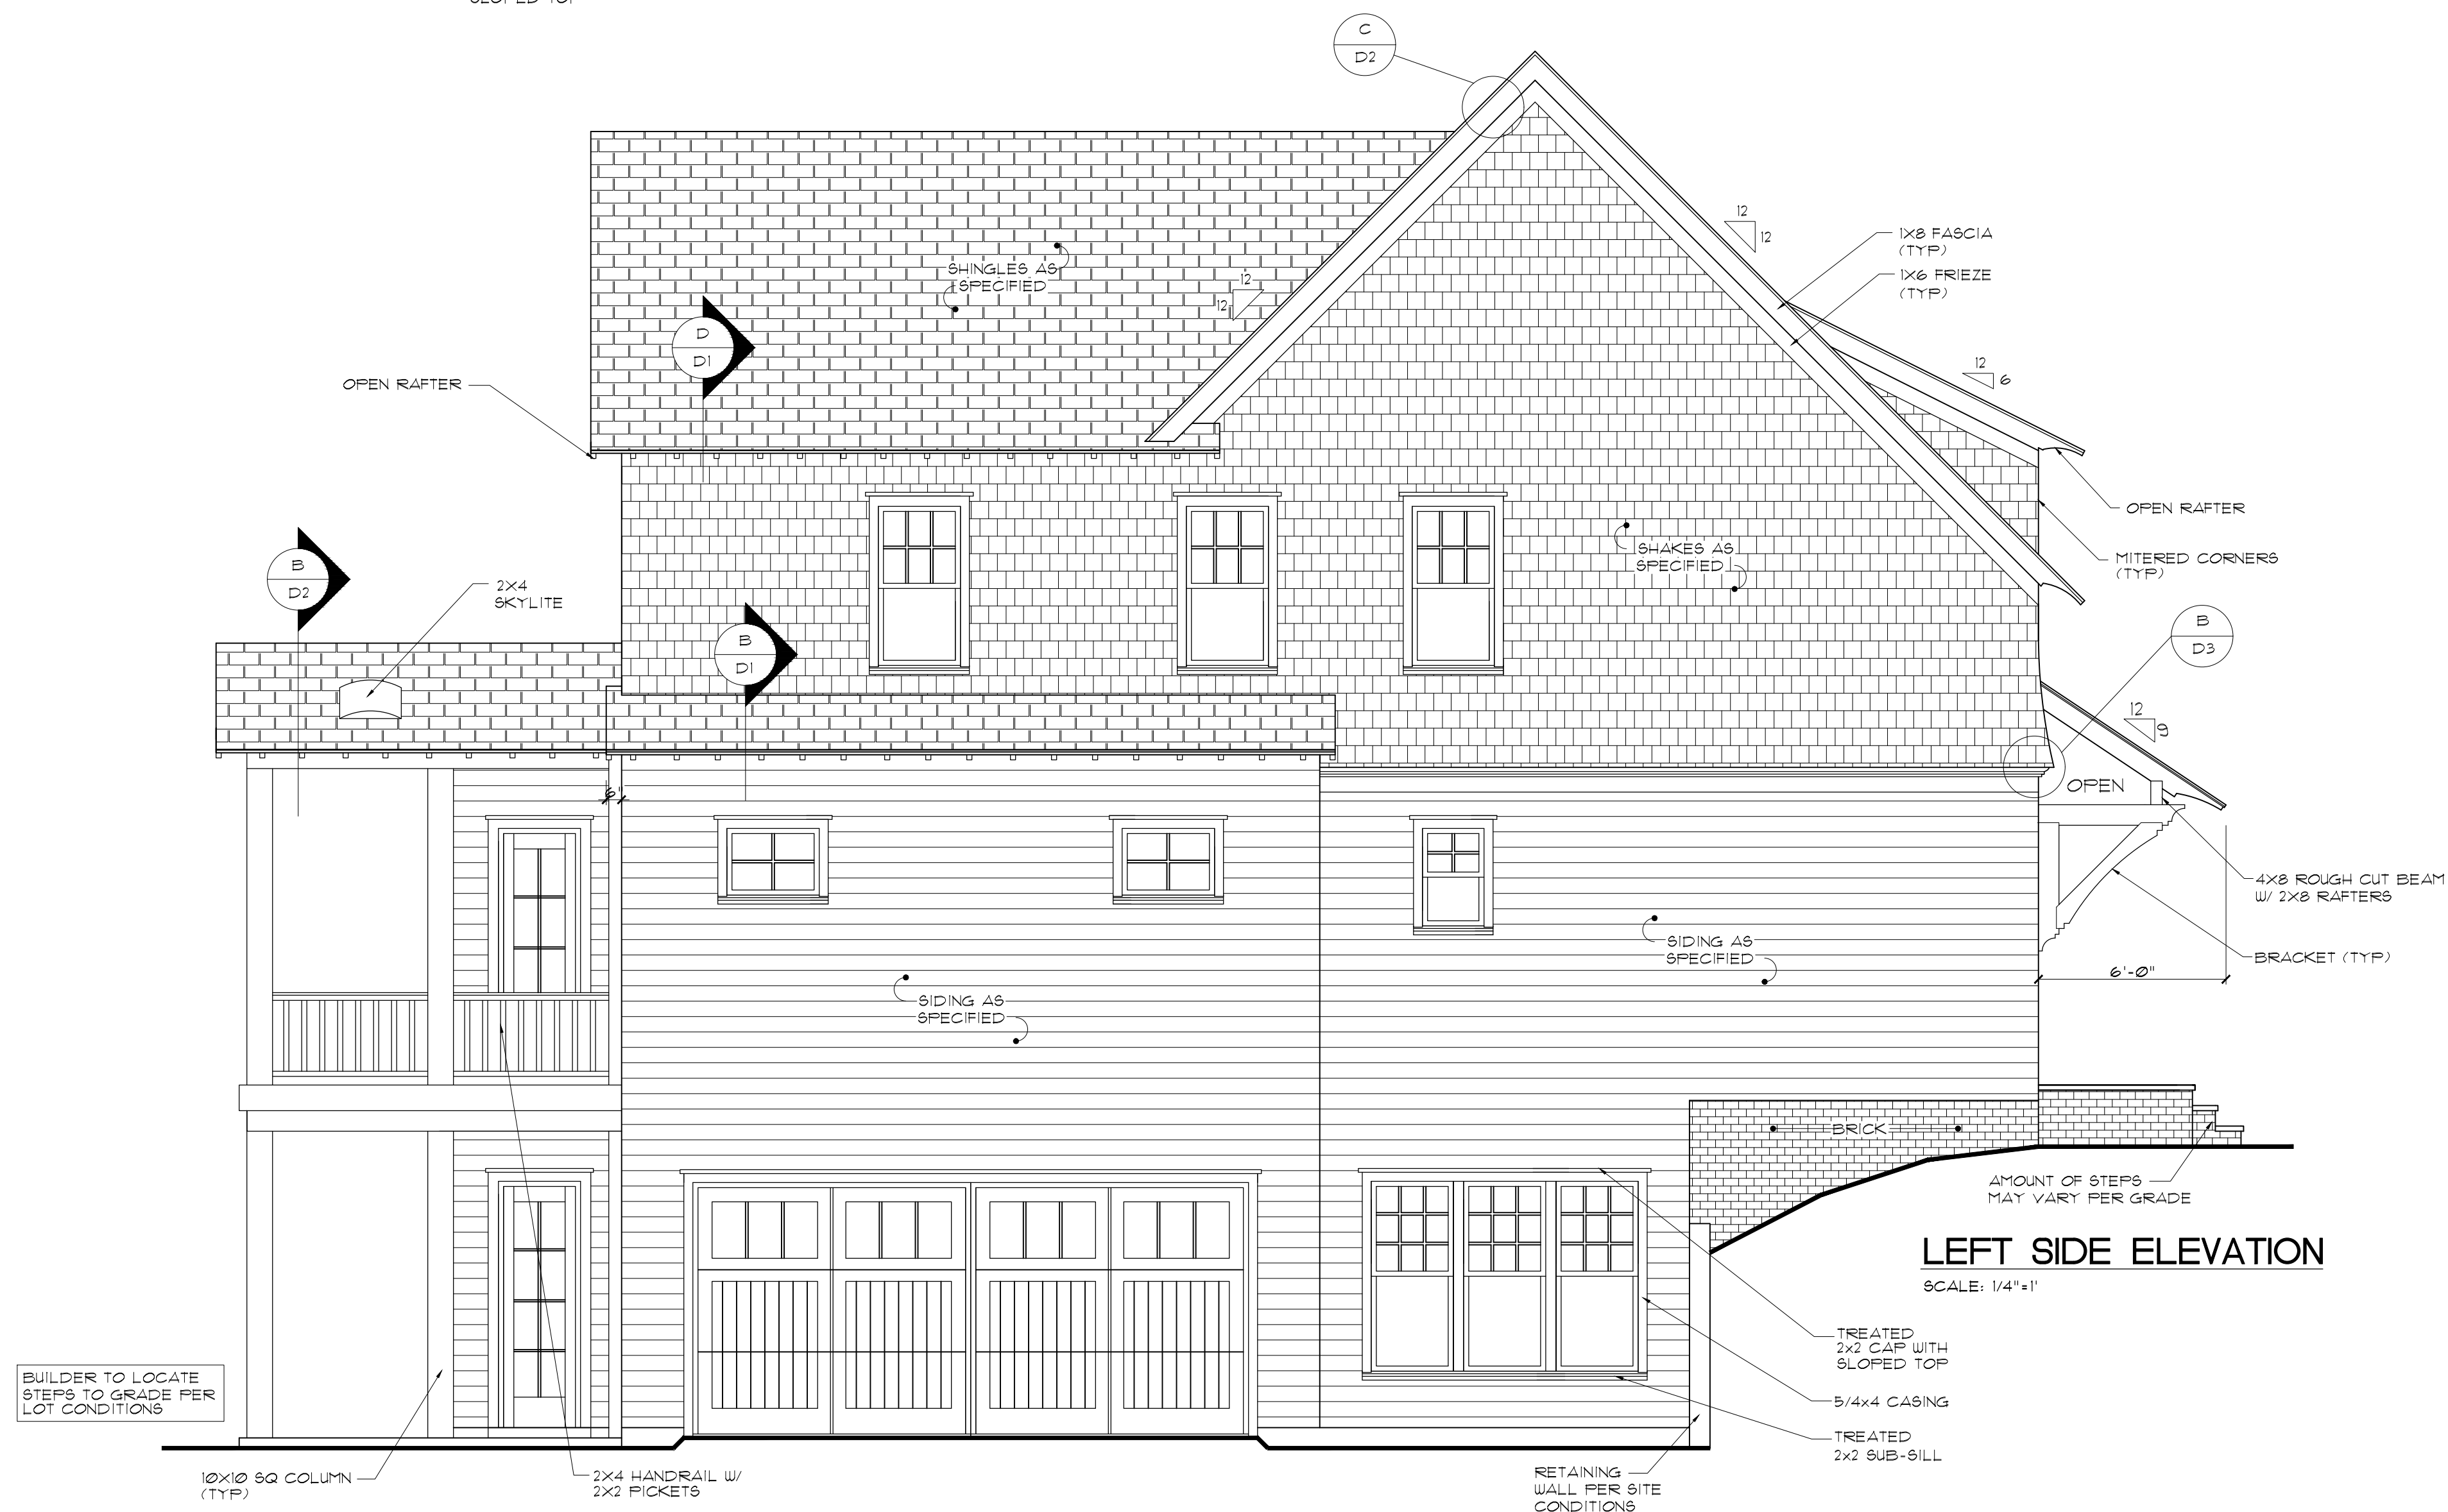 SLOPED TOP
C
D2
12
12
1X8 FASCIA
(TYP)
1X6 FRIEZE
(TYP)
SHINGLES AS
SPECIFIED
12
12
D
D1
12
6
OPEN RAFTER
OPEN RAFTER
SHAKES AS
SPECIFIED
MITERED CORNERS
(TYP)
B
D2
2X4
SKYLITE
B
D1
B
D3
12
9
6"
OPEN
4X8 ROUGH CUT BEAM
W/ 2X8 RAFTERS
SIDING AS
SPECIFIED
BRACKET (TYP)
6'-0"
SIDING AS
SPECIFIED
BRICK
AMOUNT OF STEPS
MAY VARY PER GRADE
LEFT SIDE ELEVATION
SCALE: 1/4"=1'
TREATED
2x2 CAP WITH
SLOPED TOP
BUILDER TO LOCATE
STEPS TO GRADE PER
LOT CONDITIONS
5/4x4 CASING
TREATED
2x2 SUB-SILL
10X10 SQ COLUMN
(TYP)
2X4 HANDRAIL W/
2X2 PICKETS
RETAINING
WALL PER SITE
CONDITIONS